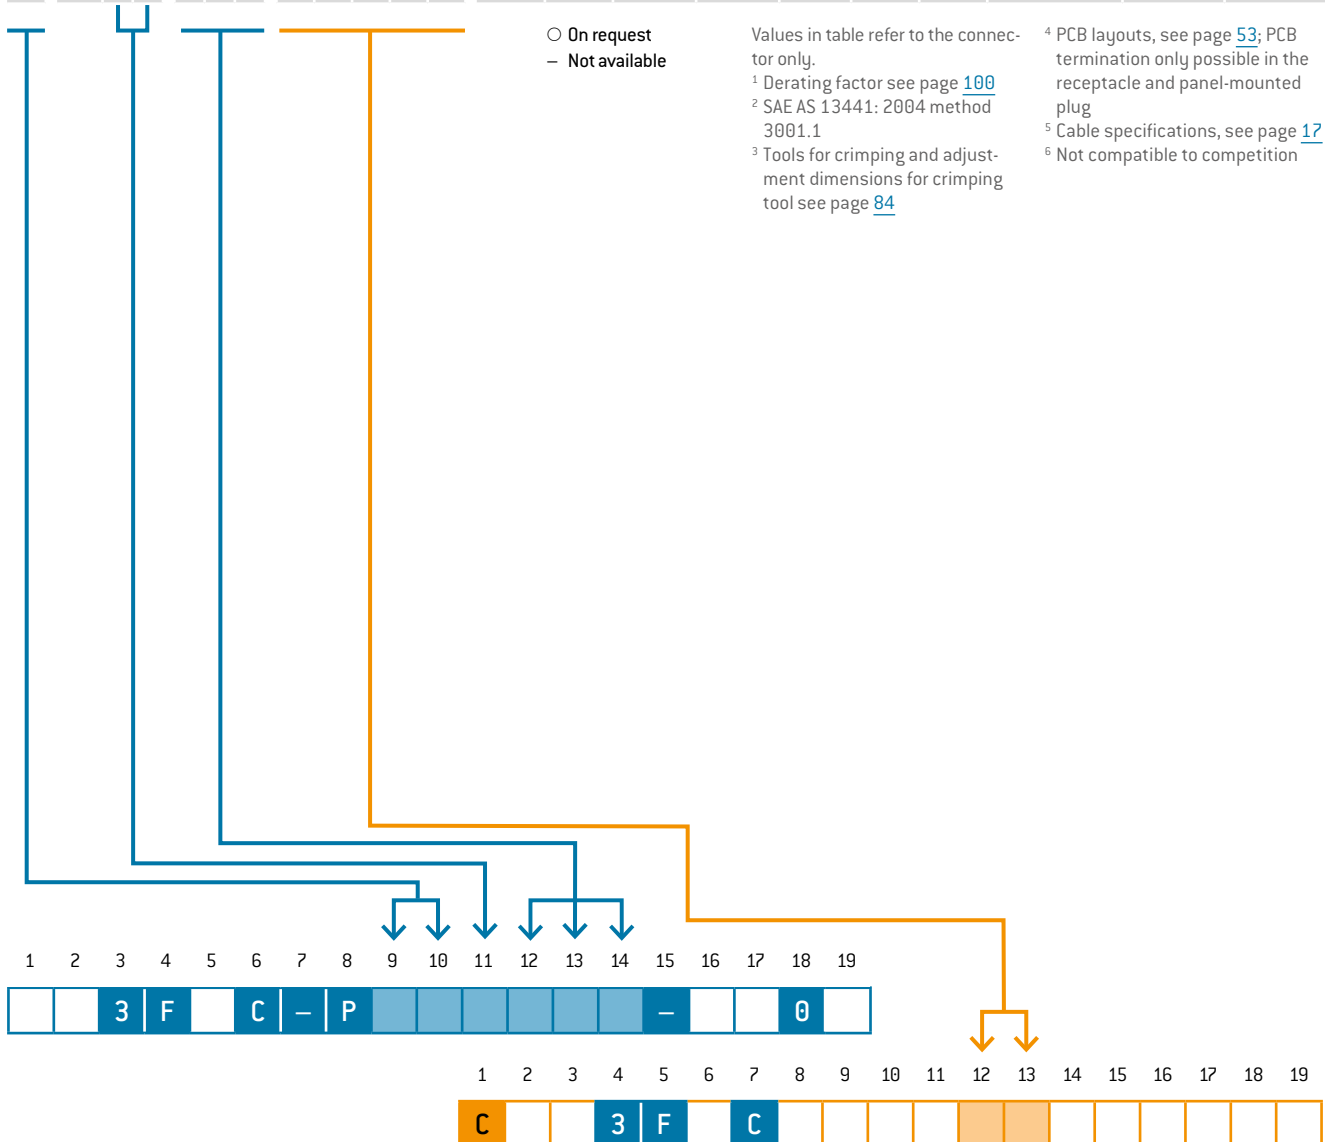 ○ On request
– Not available
Values in table refer to the connec-
tor only.
¹ Derating factor see page 100
² SAE AS 13441: 2004 method
3001.1
³ Tools for crimping and adjust-
ment dimensions for crimping
tool see page 84
⁴ PCB layouts, see page 53; PCB
termination only possible in the
receptacle and panel-mounted
plug
⁵ Cable specifications, see page 17
⁶ Not compatible to competition
1 2 3 4 5 6 7 8 9 10 11 12 13 14 15 16 17 18 19
3 F C – P – 0
1 2 3 4 5 6 7 8 9 10 11 12 13 14 15 16 17 18 19
C 3 F C